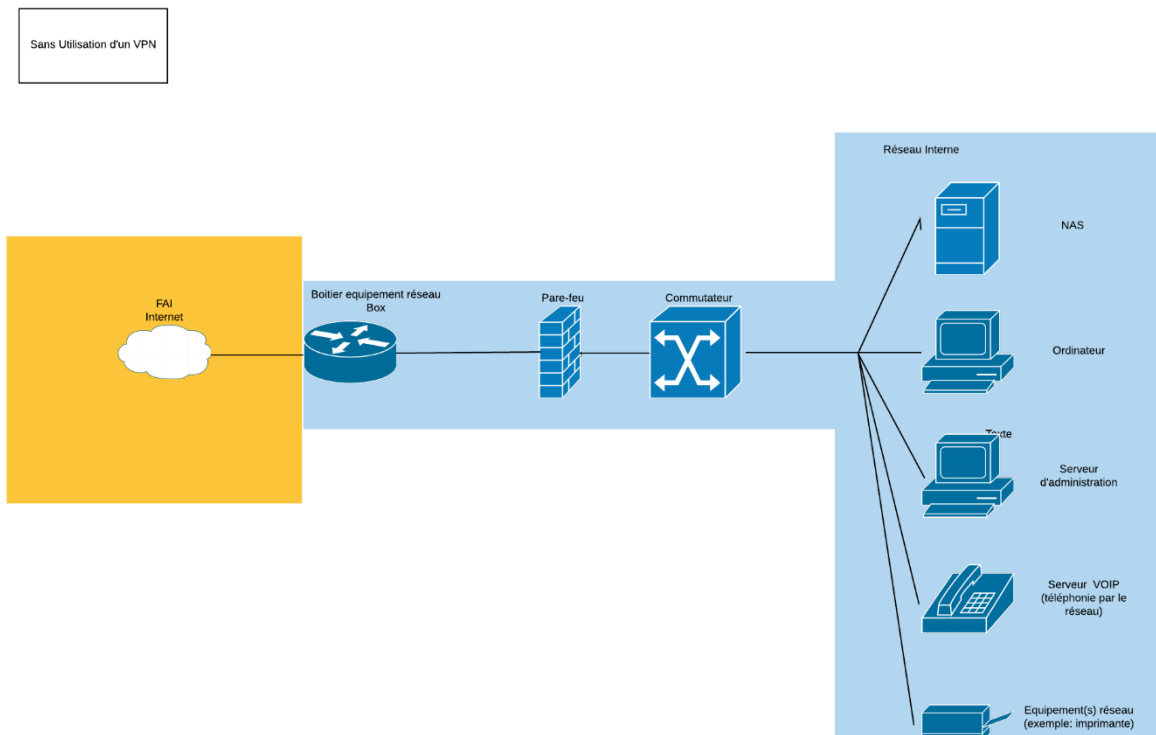 Sans Utilisation d'un VPN
Réseau Interne
NAS
FAI
Internet
Boitier equipement réseau
Box
Pare-feu
Commutateur
Ordinateur
Texte
Serveur
d'administration
Serveur VOIP
(téléphonie par le
réseau)
Equipement(s) réseau
(exemple: imprimante)